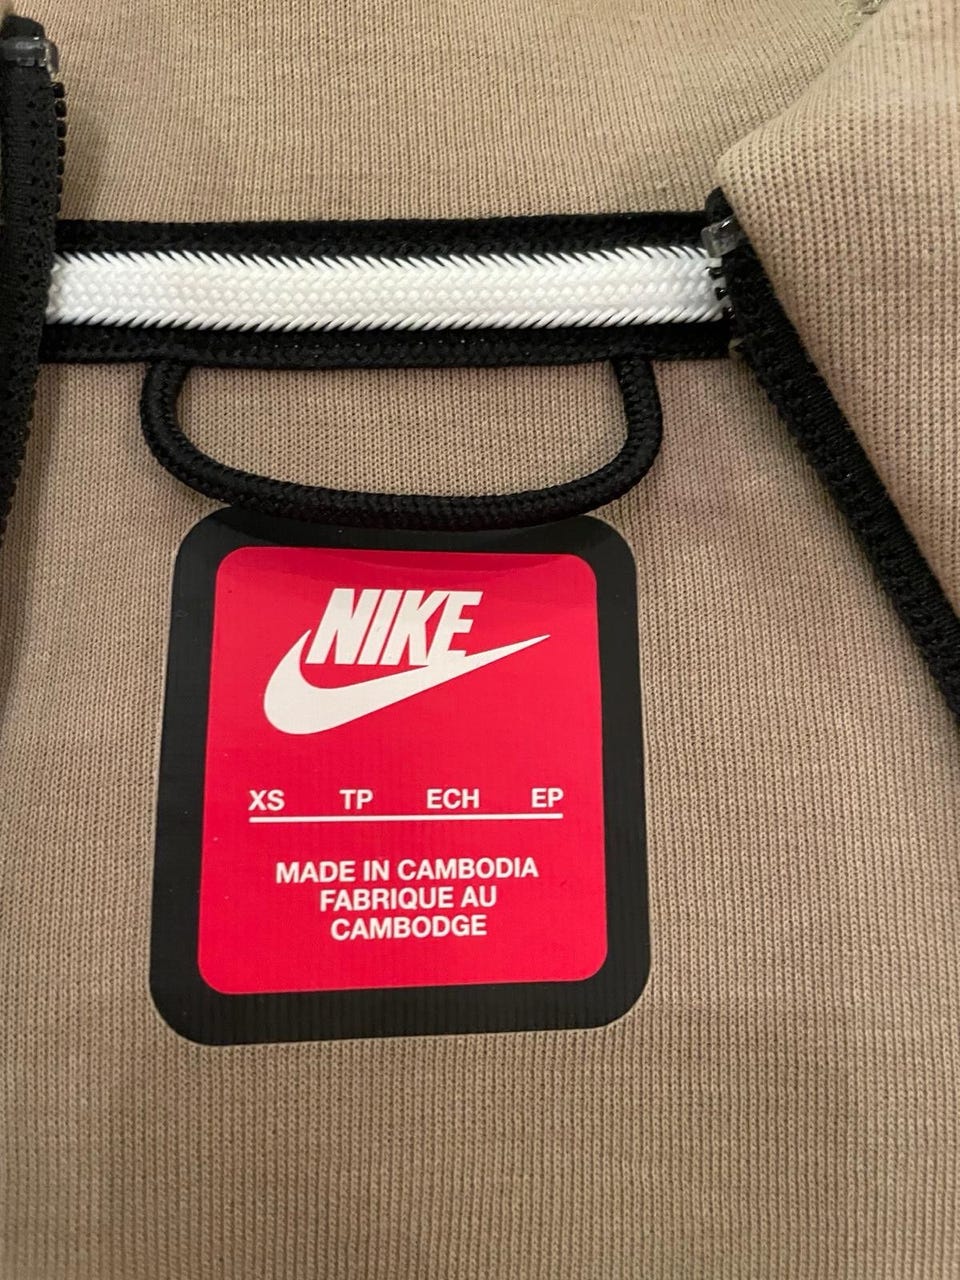 NIKE
XS TP ECH EP
MADE IN CAMBODIA
FABRIQUE AU
CAMBODGE